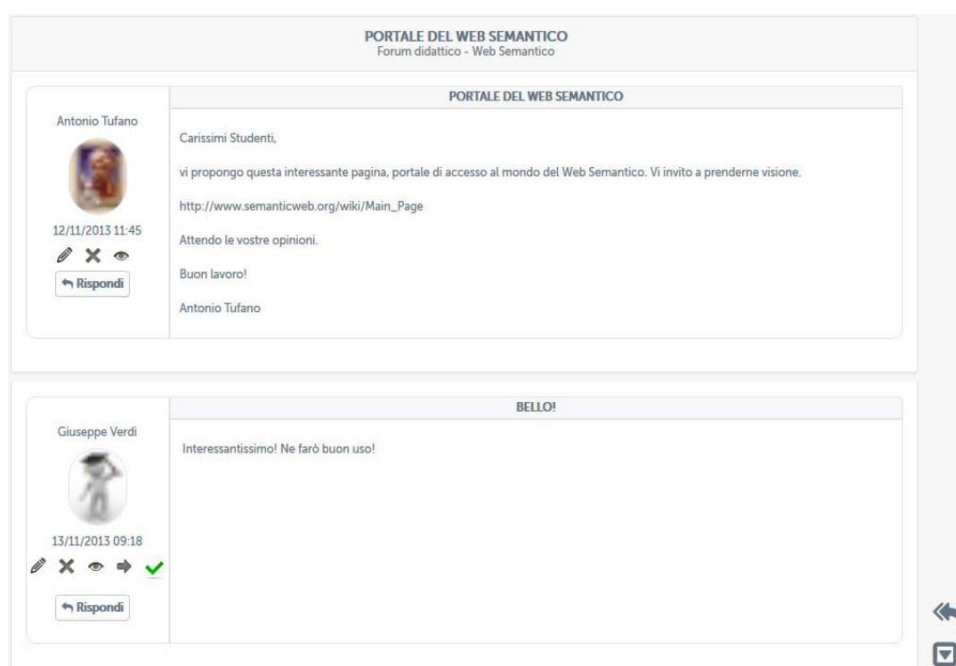 PORTALE DEL WEB SEMANTICO
Forum didattico - Web Semantico
PORTALE DEL WEB SEMANTICO
Antonio Tufano
Carissimi Studenti,
vi propongo questa interessante pagina, portale di accesso al mondo del Web Semantico. Vi invito a prenderne visione.
http://www.semanticweb.org/wiki/Main_Page
12/11/2013 11:45
Attendo le vostre opinioni.
Rispondi
Buon lavoro!
Antonio Tufano
BELLO!
Giuseppe Verdi
Interessantissimo! Ne farò buon uso!
13/11/2013 09:18
Rispondi